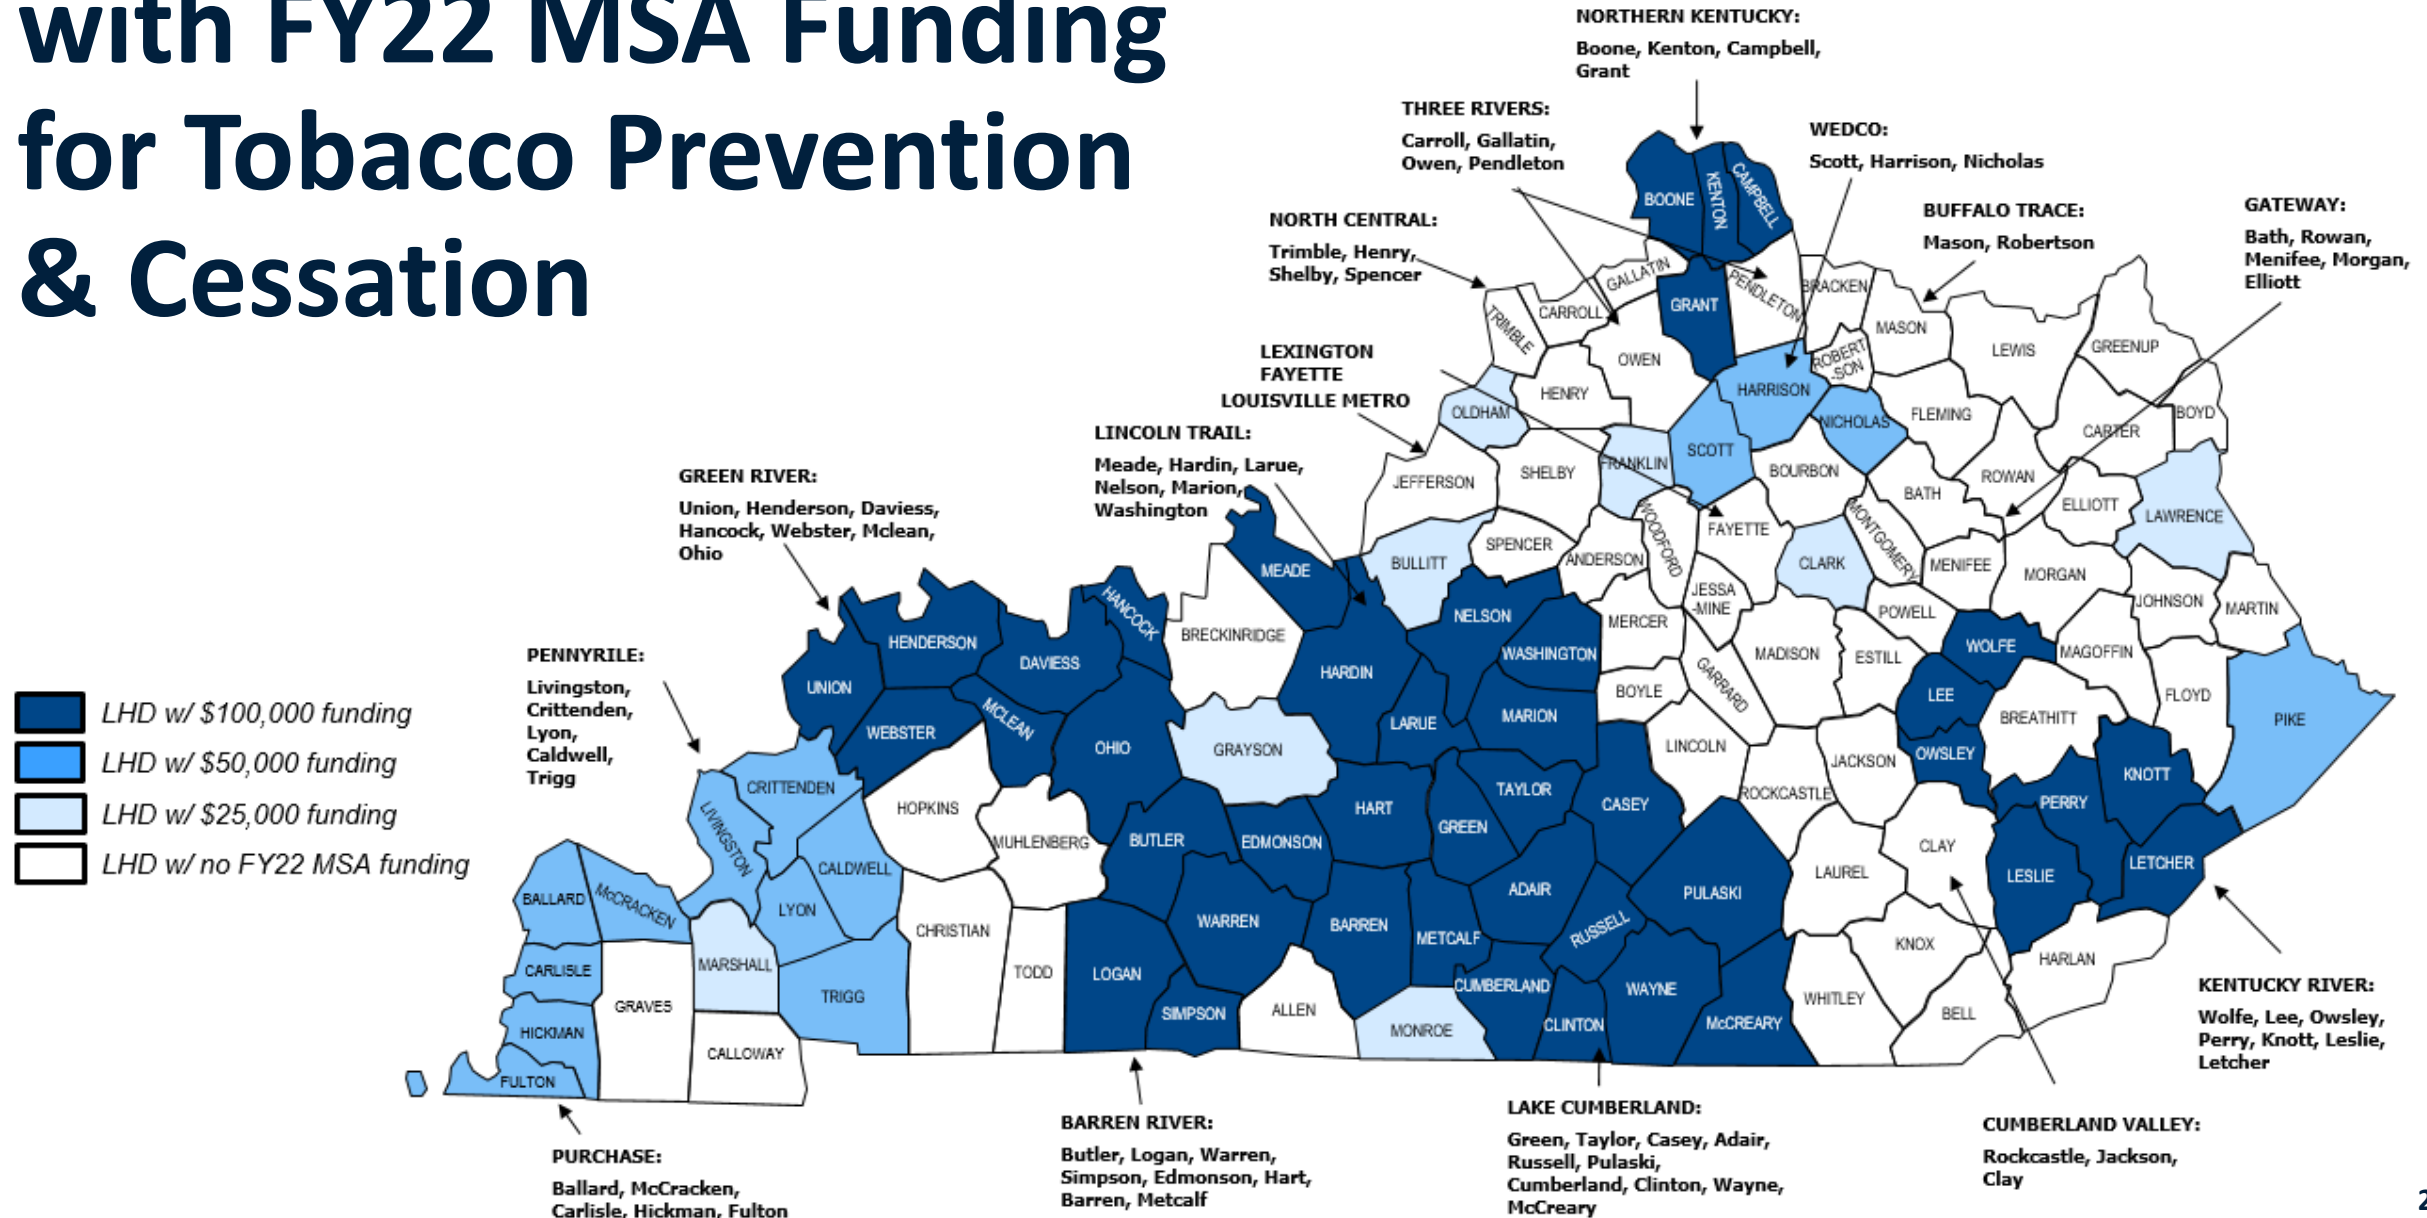 with FY22 MSA Funding
for Tobacco Prevention
& Cessation
NORTHERN KENTUCKY:
Boone, Kenton, Campbell,
Grant
THREE RIVERS:
Carroll, Gallatin,
Owen, Pendleton
WEDCO:
Scott, Harrison, Nicholas
NORTH CENTRAL:
Trimble, Henry,
Shelby, Spencer
BUFFALO TRACE:
Mason, Robertson
GATEWAY:
Bath, Rowan,
Menifee, Morgan,
Elliott
LEXINGTON
FAYETTE
LOUISVILLE METRO
LINCOLN TRAIL:
Meade, Hardin, Larue,
Nelson, Marion,
Washington
GREEN RIVER:
Union, Henderson, Daviess,
Hancock, Webster, Mclean,
Ohio
PENNYRILE:
Livingston,
Crittenden,
Lyon,
Caldwell,
Trigg
LHD w/ $100,000 funding
LHD w/ $50,000 funding
LHD w/ $25,000 funding
LHD w/ no FY22 MSA funding
BOONE
KENTON
CAMPBELL
GALLATIN
PENDLETON
BRACKEN
GRANT
CARROLL
TRIMBLE
MASON
OWEN
ROBERT
-SON
LEWIS
GREENUP
HENRY
HARRISON
OLDHAM
NICHOLAS
FLEMING
BOYD
CARTER
SCOTT
FRANKLIN
SHELBY
JEFFERSON
BOURBON
ROWAN
BATH
ELLIOTT
LAWRENCE
WOODFORD
FAYETTE
MONTGOMERY
SPENCER
ANDERSON
BULLITT
CLARK
MENIFEE
MORGAN
MEADE
JESSA
-MINE
JOHNSON
MARTIN
HANCOCK
NELSON
MERCER
POWELL
BRECKINRIDGE
HENDERSON
DAVIESS
WASHINGTON
MADISON
ESTILL
WOLFE
MAGOFFIN
HARDIN
UNION
BOYLE
GARRARD
LEE
FLOYD
LARUE
MARION
BREATHITT
PIKE
WEBSTER
MCLEAN
OHIO
GRAYSON
LINCOLN
JACKSON
OWSLEY
KNOTT
CRITTENDEN
TAYLOR
ROCKCASTLE
HOPKINS
HART
CASEY
PERRY
LIVINGSTON
GREEN
MUHLENBERG
BUTLER
EDMONSON
CLAY
CALDWELL
LAUREL
LESLIE
LETCHER
BALLARD
McCRACKEN
ADAIR
PULASKI
LYON
WARREN
BARREN
CHRISTIAN
METCALF
RUSSELL
KNOX
MARSHALL
CARLISLE
TODD
LOGAN
HARLAN
CUMBERLAND
WAYNE
TRIGG
GRAVES
WHITLEY
SIMPSON
ALLEN
BELL
MONROE
CLINTON
McCREARY
HICKMAN
CALLOWAY
FULTON
KENTUCKY RIVER:
Wolfe, Lee, Owsley,
Perry, Knott, Leslie,
Letcher
PURCHASE:
Ballard, McCracken,
Carlisle, Hickman, Fulton
BARREN RIVER:
Butler, Logan, Warren,
Simpson, Edmonson, Hart,
Barren, Metcalf
LAKE CUMBERLAND:
Green, Taylor, Casey, Adair,
Russell, Pulaski,
Cumberland, Clinton, Wayne,
McCreary
CUMBERLAND VALLEY:
Rockcastle, Jackson,
Clay
2